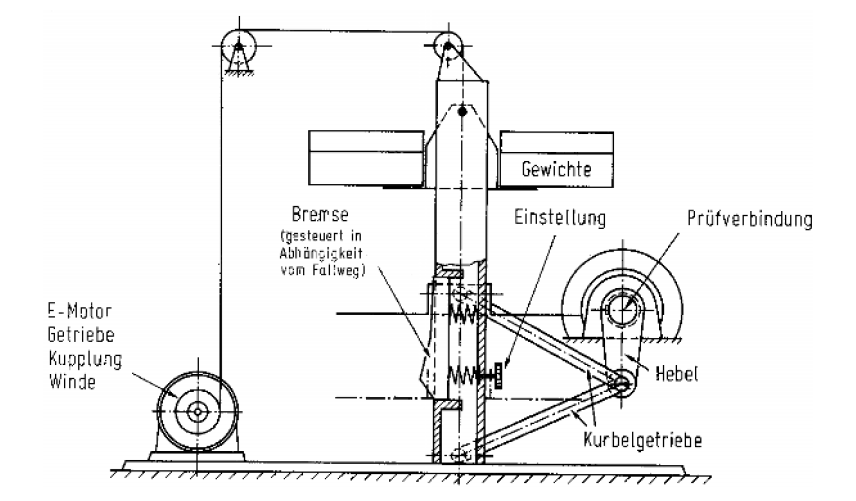 Gewichte
Bremse
(gesteuert in
Abhängigkeit
vom Fallweg)
Einstellung
Prüfverbindung
E-Motor
Getriebe
Kupplung
Winde
Hebel
Kurbelgetriebe